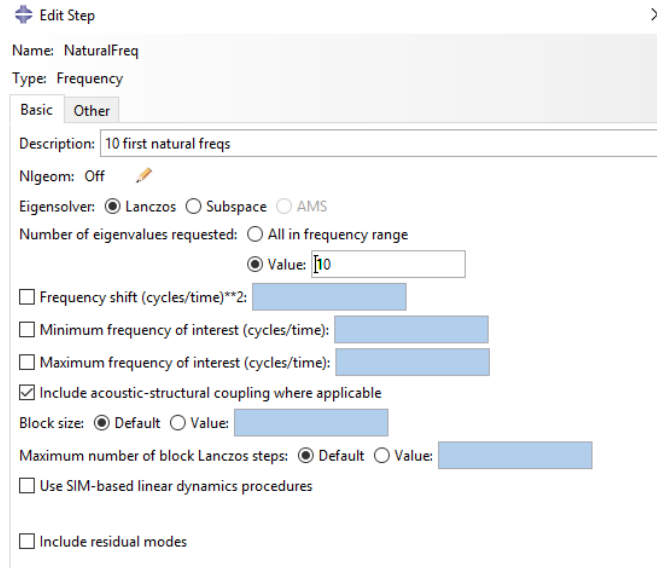 Edit Step
Name: NaturalFreq
Type: Frequency
Basic Other
Description: 10 first natural freqs
Nlgeom: Off
Eigensolver: Lanczos Subspace AMS
Number of eigenvalues requested: All in frequency range
Value: 10
Frequency shift (cycles/time)**2:
Minimum frequency of interest (cycles/time):
Maximum frequency of interest (cycles/time):
Include acoustic-structural coupling where applicable
Block size: Default Value:
Maximum number of block Lanczos steps: Default Value:
Use SIM-based linear dynamics procedures
Include residual modes